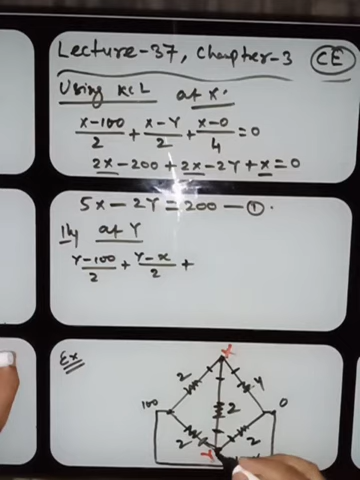 Lecture-37, Chapter-3 CE
Using KCL at X:
X-100/2 + X-Y/2 + X-0/4 = 0
2X-200+2X-2Y+X=0
5X-2Y=200-①.
lly at Y
Y-100/2 + Y-x/2 +
Ex
X
2 4
100 2 0
2 2
Y